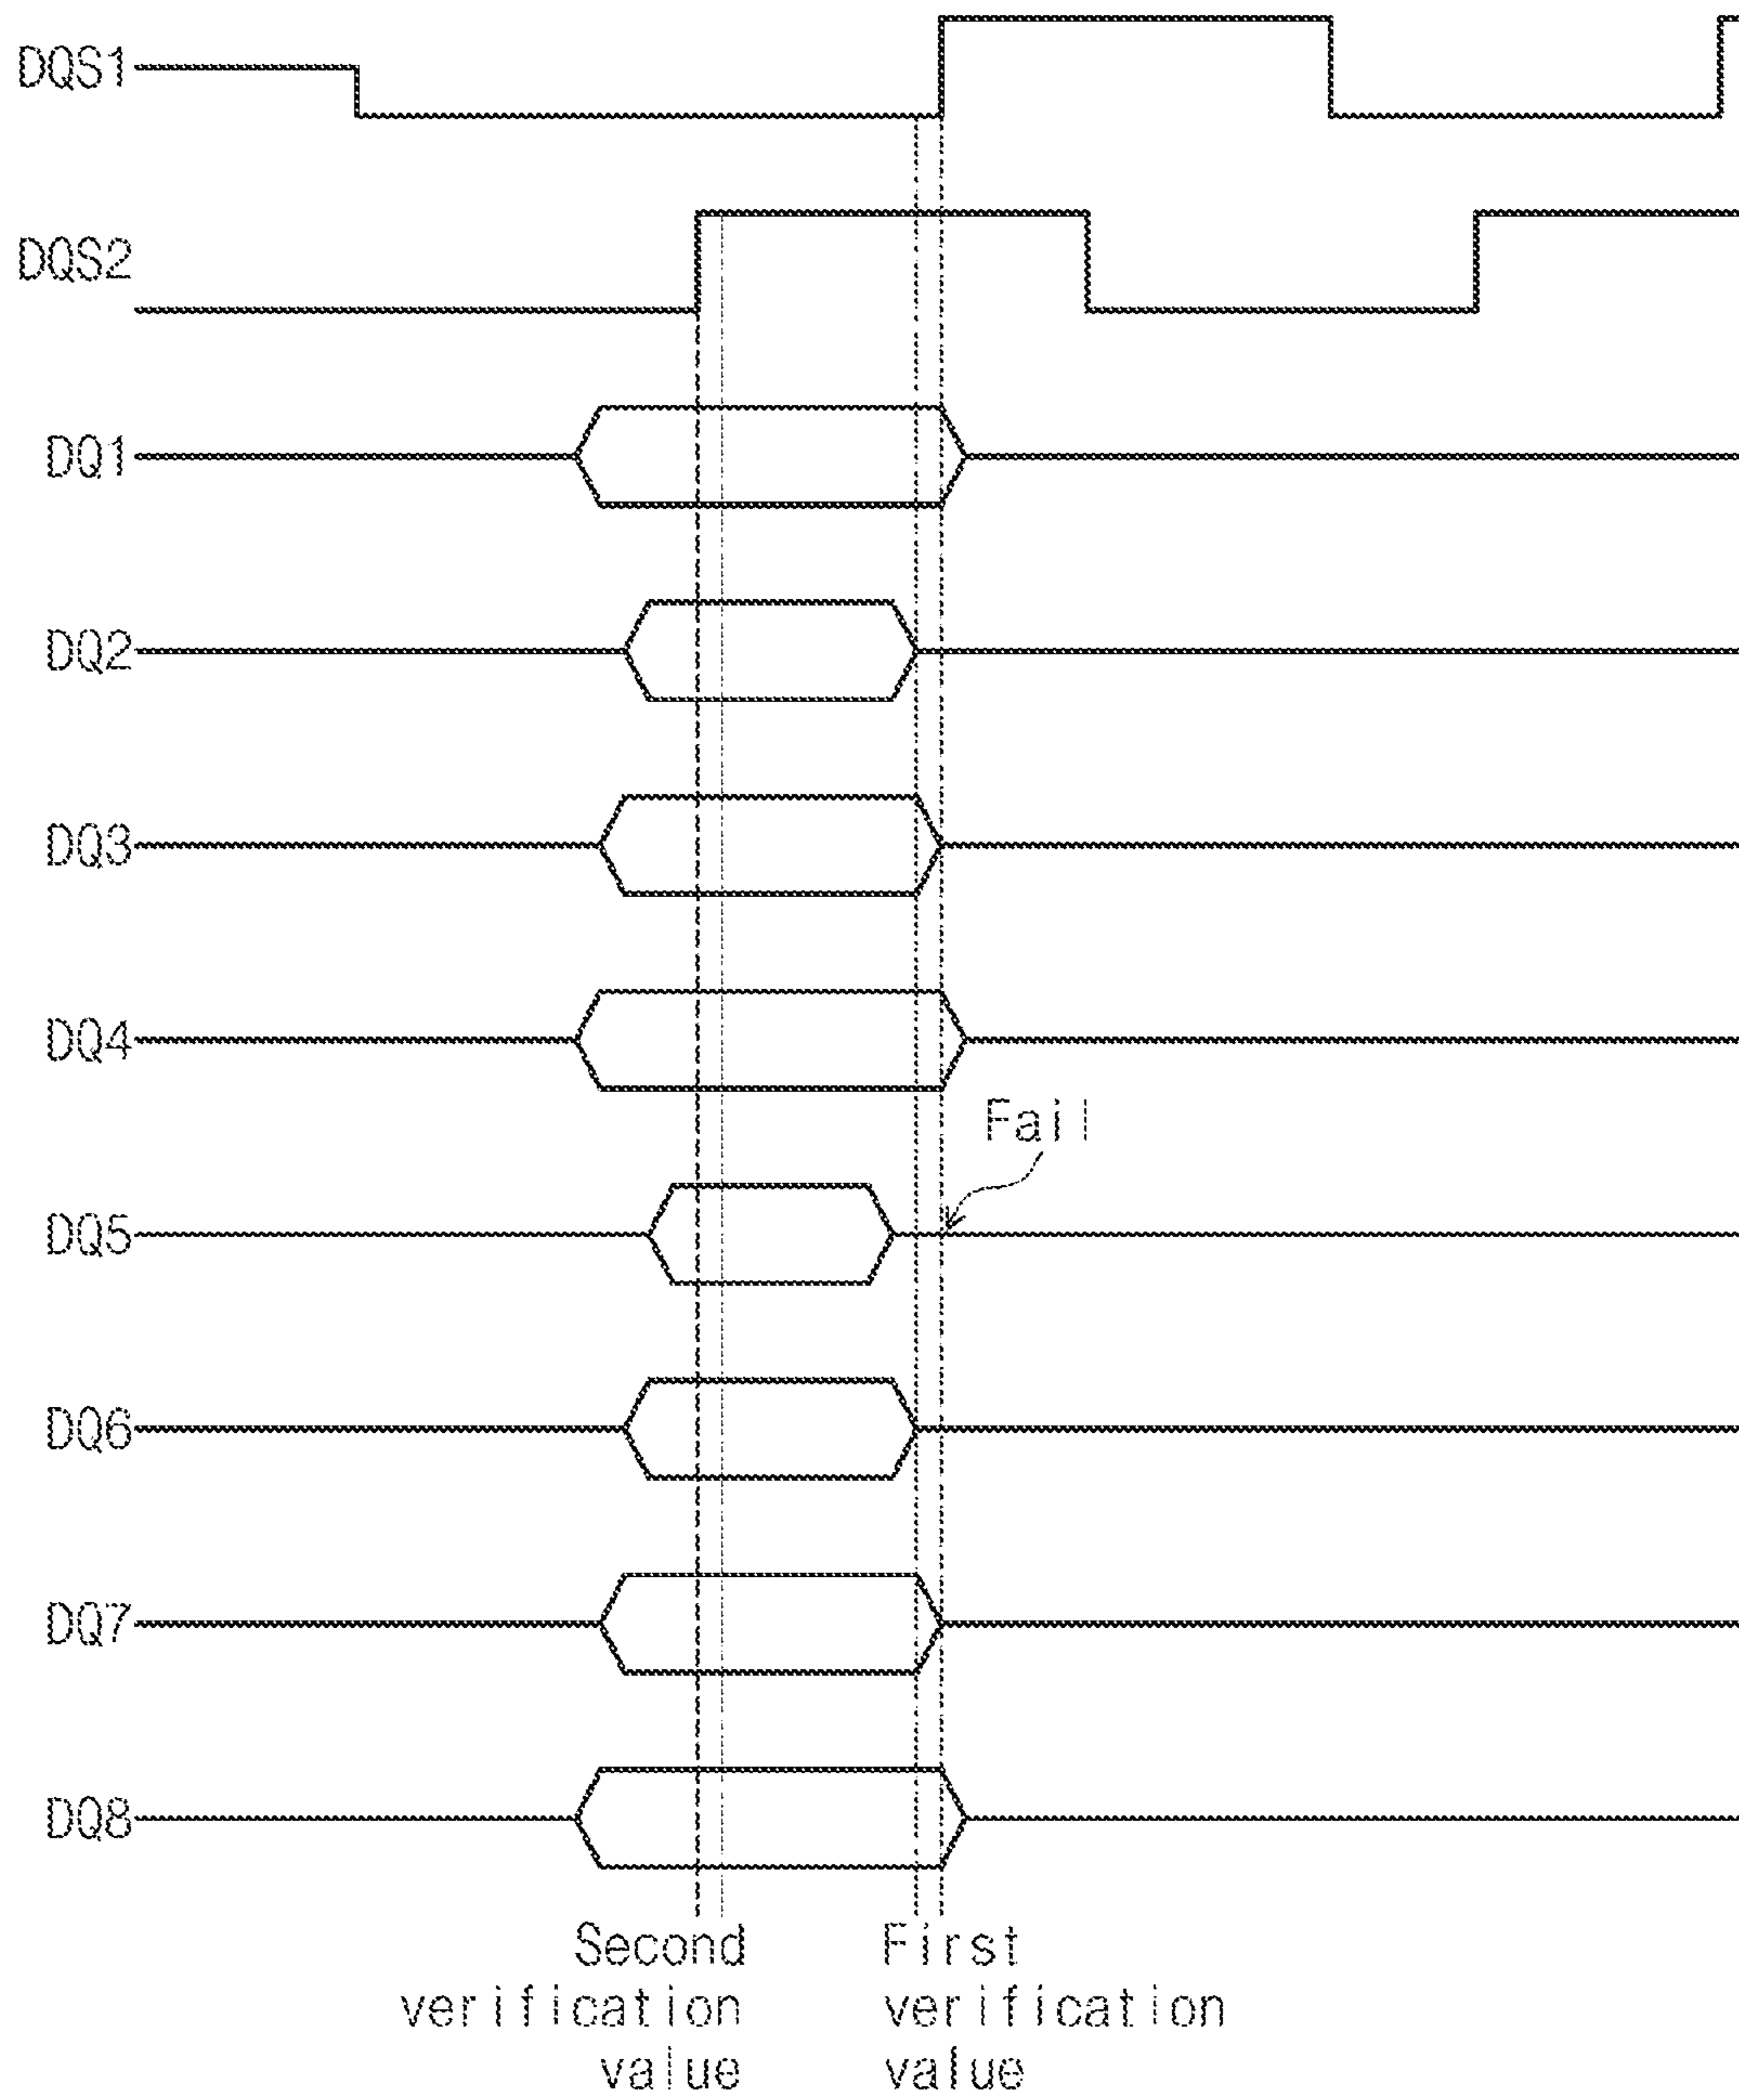 DQS1
DQS2
DQ1
DQ2
DQ3
DQ4
Fail
DQ5
DQ6
DQ7
DQ8
Second
verification
value
First
verification
value